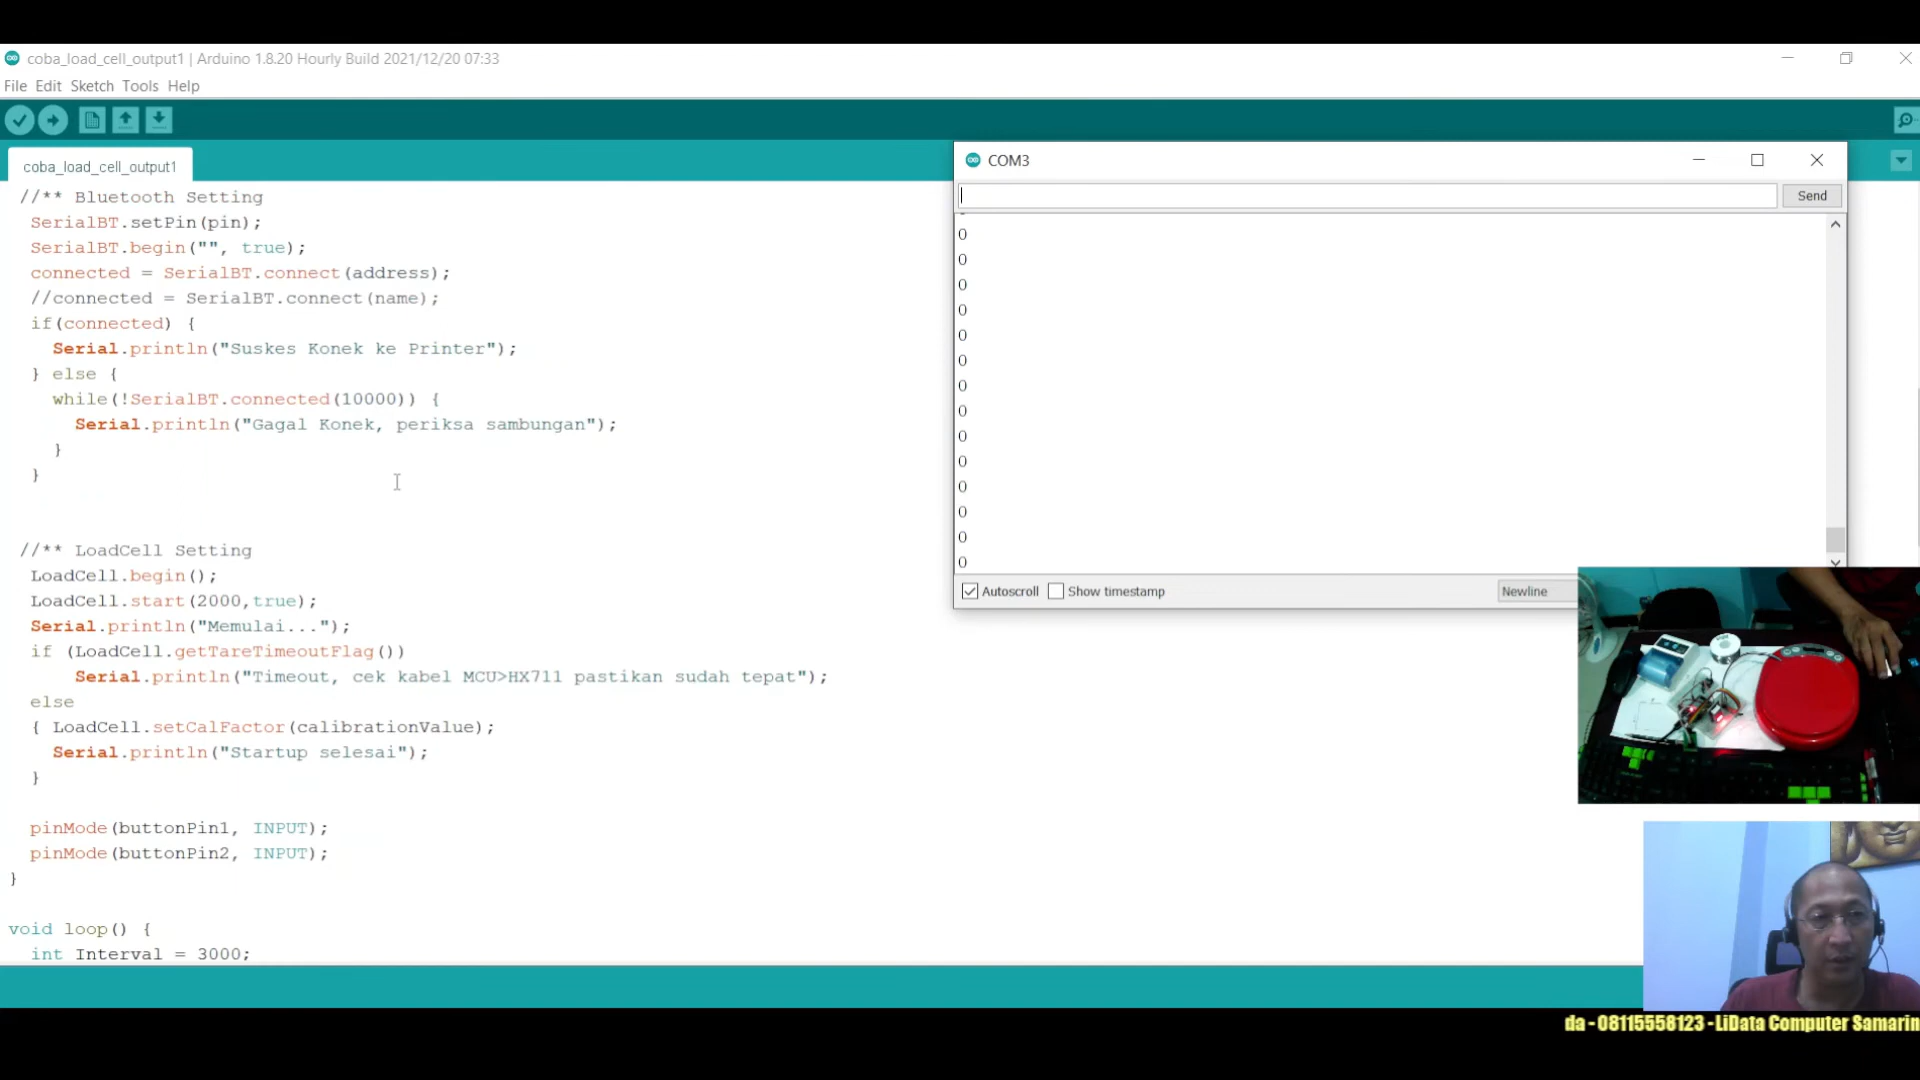 coba_load_cell_output1 | Arduino 1.8.20 Hourly Build 2021/12/20 07:33
File Edit Sketch Tools Help
coba_load_cell_output1
//** Bluetooth Setting
SerialBT.setPin(pin);
SerialBT.begin("", true);
connected = SerialBT.connect(address);
//connected = SerialBT.connect(name);
if(connected) {
Serial.println("Suskes Konek ke Printer");
} else {
while(!SerialBT.connected(10000)) {
Serial.println("Gagal Konek, periksa sambungan");
}
}
//** LoadCell Setting
LoadCell.begin();
LoadCell.start(2000,true);
Serial.println("Memulai...");
if (LoadCell.getTareTimeoutFlag())
Serial.println("Timeout, cek kabel MCU>HX711 pastikan sudah tepat");
else
{ LoadCell.setCalFactor(calibrationValue);
Serial.println("Startup selesai");
}
pinMode(buttonPin1, INPUT);
pinMode(buttonPin2, INPUT);
}
void loop() {
int Interval = 3000;
COM3
Send
0
0
0
0
0
0
0
0
0
0
0
0
0
0
Autoscroll Show timestamp Newline
da - 08115558123 - LiData Computer Samarin